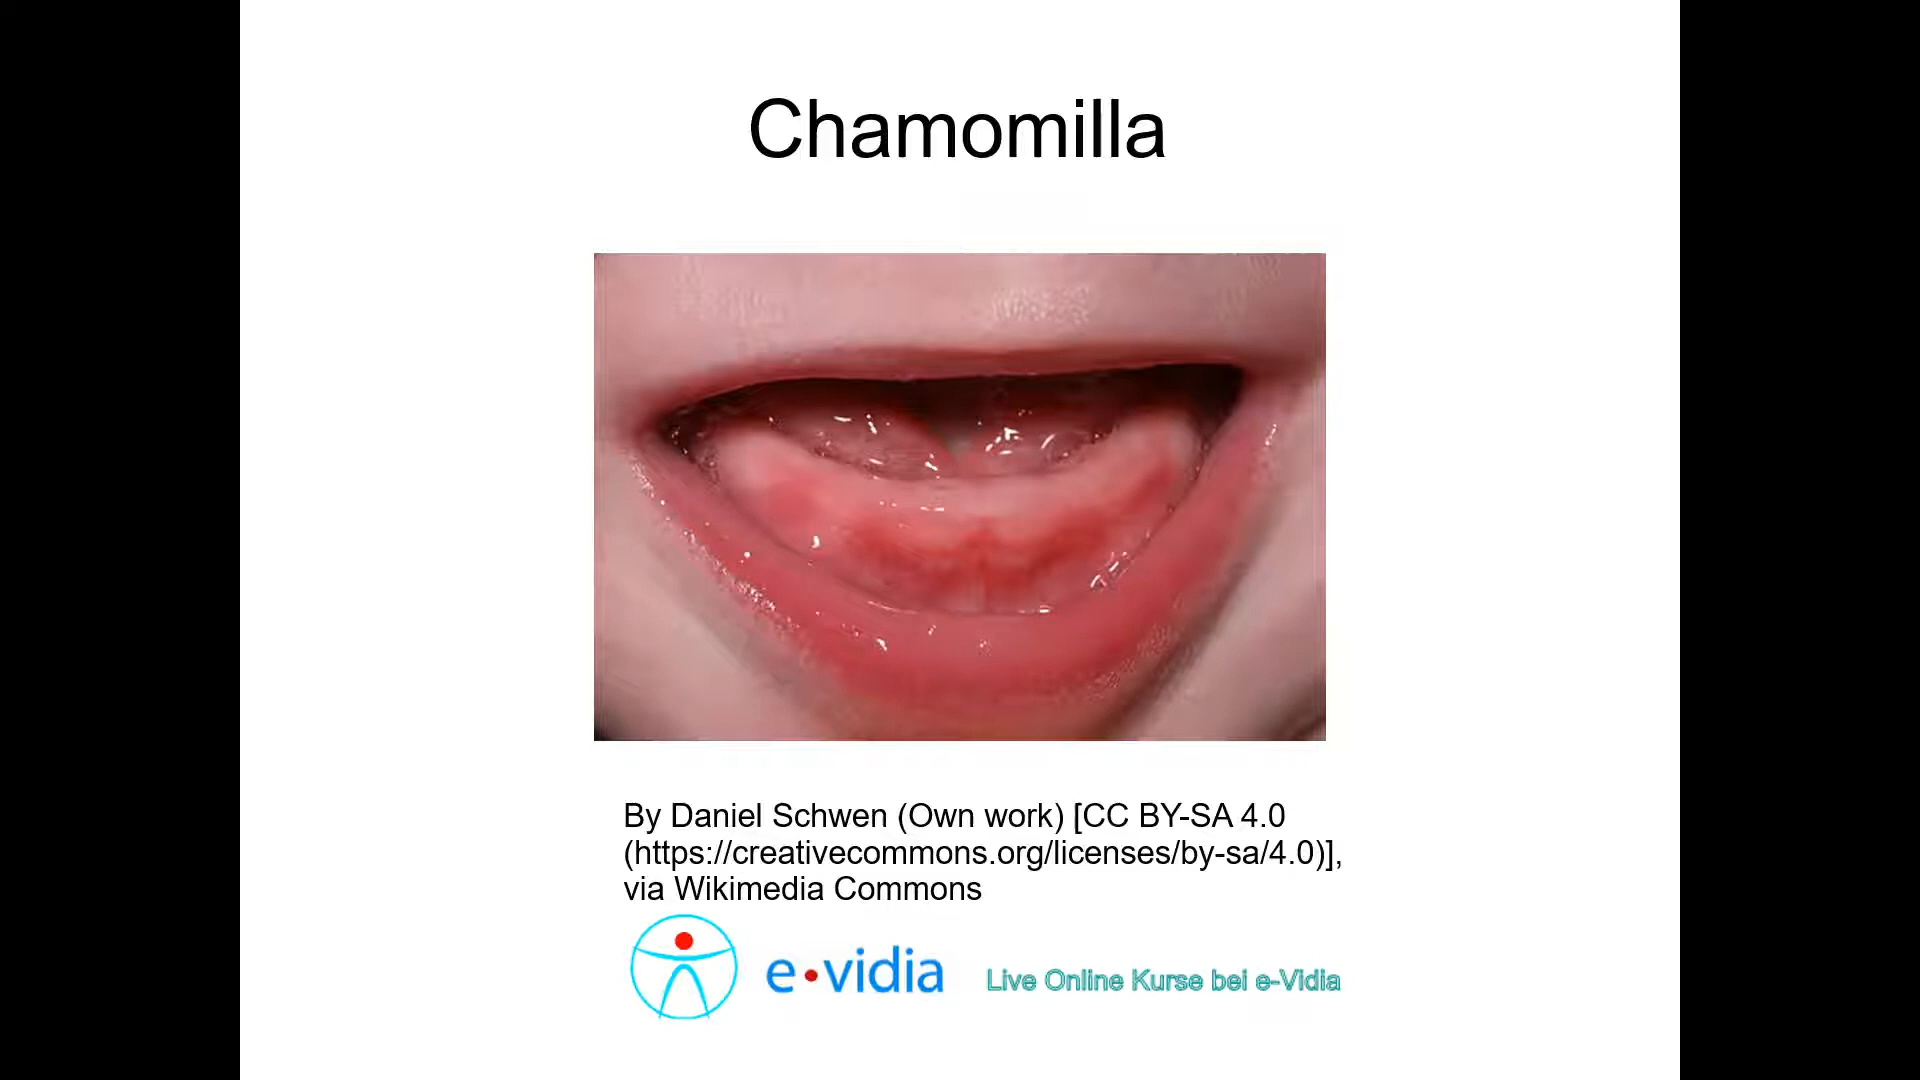 Chamomilla
By Daniel Schwen (Own work) [CC BY-SA 4.0
(https://creativecommons.org/licenses/by-sa/4.0)],
via Wikimedia Commons
e•vidia
Live Online Kurse bei e-Vidia